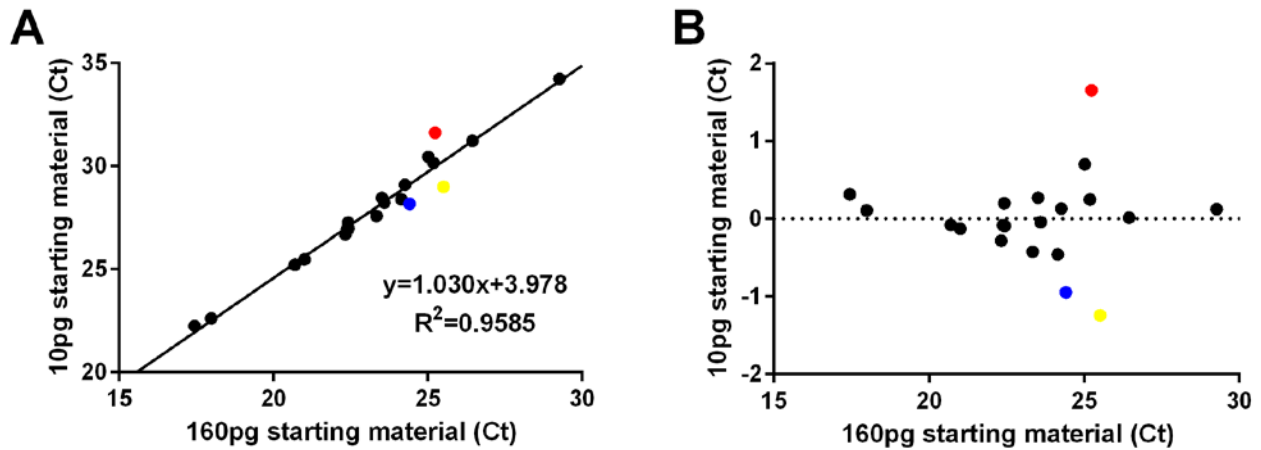 A
10pg starting material (Ct)
35
30
25
20
y=1.030x+3.978
R²=0.9585
15 20 25 30
160pg starting material (Ct)
B
10pg starting material (Ct)
2
1
0
-1
-2
15 20 25 30
160pg starting material (Ct)